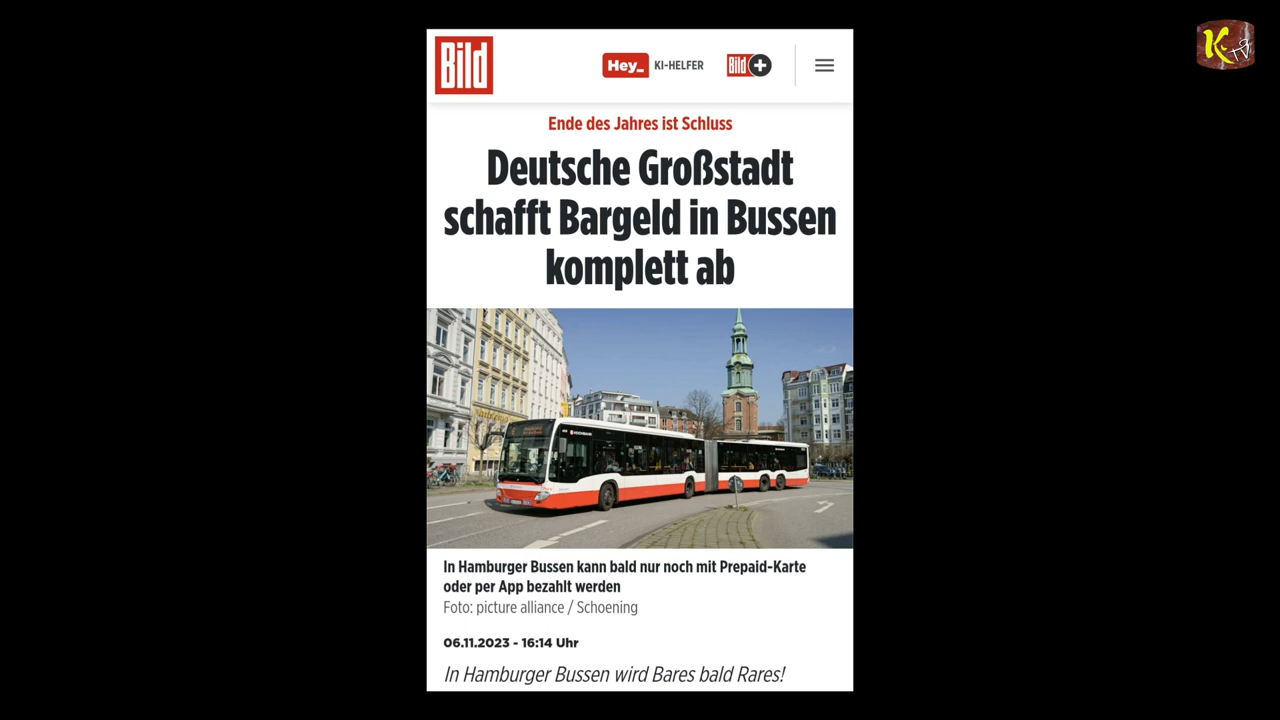 Bild
Hey_ KI-HELFER
Bild+
K TV
Ende des Jahres ist Schluss
Deutsche Großstadt
schafft Bargeld in Bussen
komplett ab
In Hamburger Bussen kann bald nur noch mit Prepaid-Karte
oder per App bezahlt werden
Foto: picture alliance / Schoening
06.11.2023 - 16:14 Uhr
In Hamburger Bussen wird Bares bald Rares!